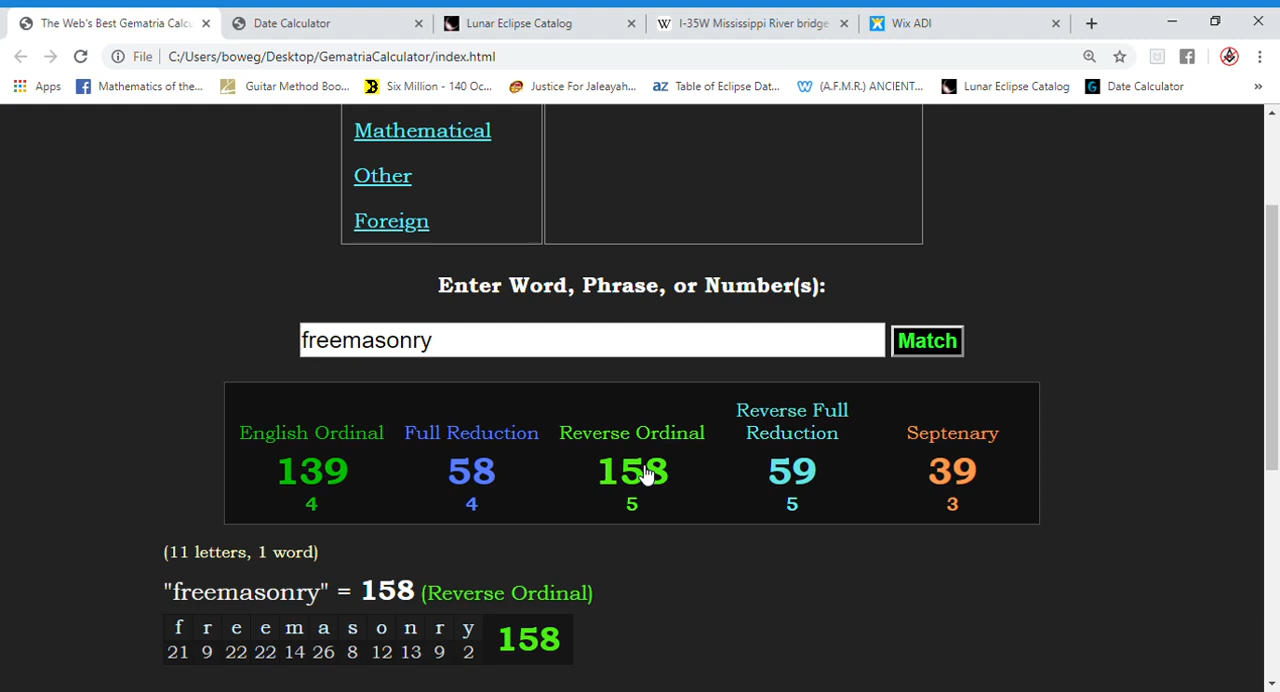 The Web's Best Gematria Calcu
Date Calculator
Lunar Eclipse Catalog
I-35W Mississippi River bridge
Wix ADI
File C:/Users/boweg/Desktop/GematriaCalculator/index.html
Apps Mathematics of the... Guitar Method Boo... Six Million - 140 Oc... Justice For Jaleayah... Table of Eclipse Dat... (A.F.M.R.) ANCIENT... Lunar Eclipse Catalog Date Calculator »
Mathematical
Other
Foreign
Enter Word, Phrase, or Number(s):
freemasonry Match
English Ordinal Full Reduction Reverse Ordinal Reverse Full Reduction Septenary
139 58 158 59 39
4 4 5 5 3
(11 letters, 1 word)
"freemasonry" = 158 (Reverse Ordinal)
f r e e m a s o n r y 158
21 9 22 22 14 26 8 12 13 9 2